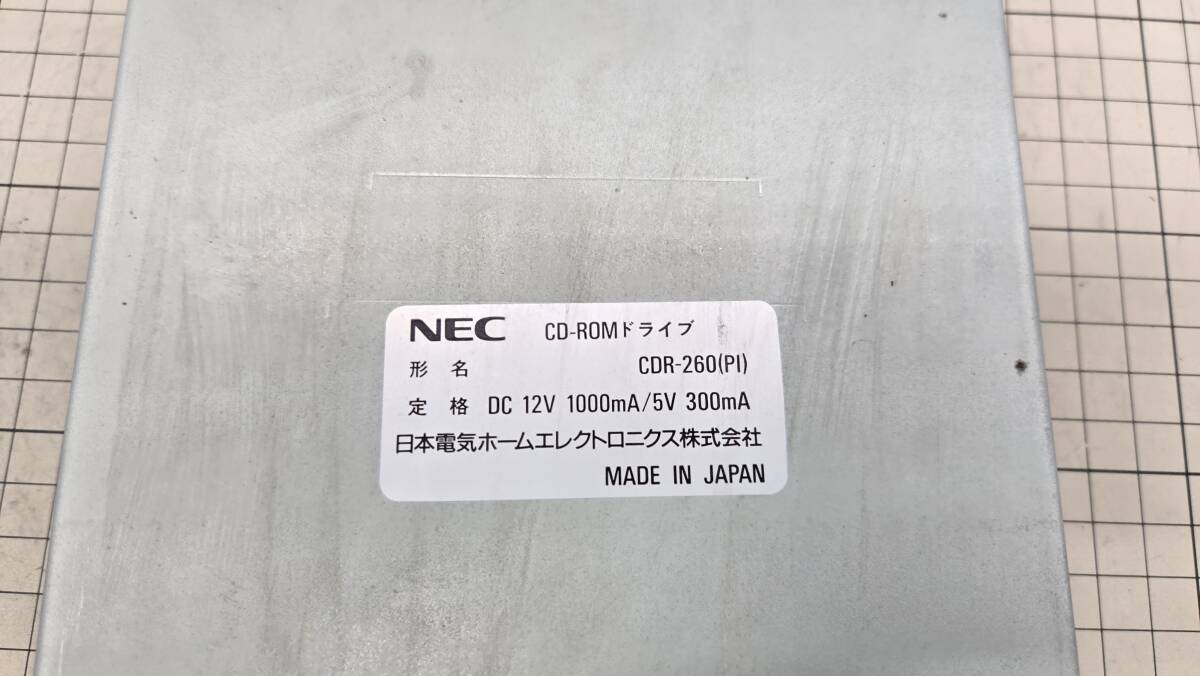 NEC CD-ROMドライブ
形名 CDR-260(PI)
定格 DC 12V 1000mA/5V 300mA
日本電気ホームエレクトロニクス株式会社
MADE IN JAPAN